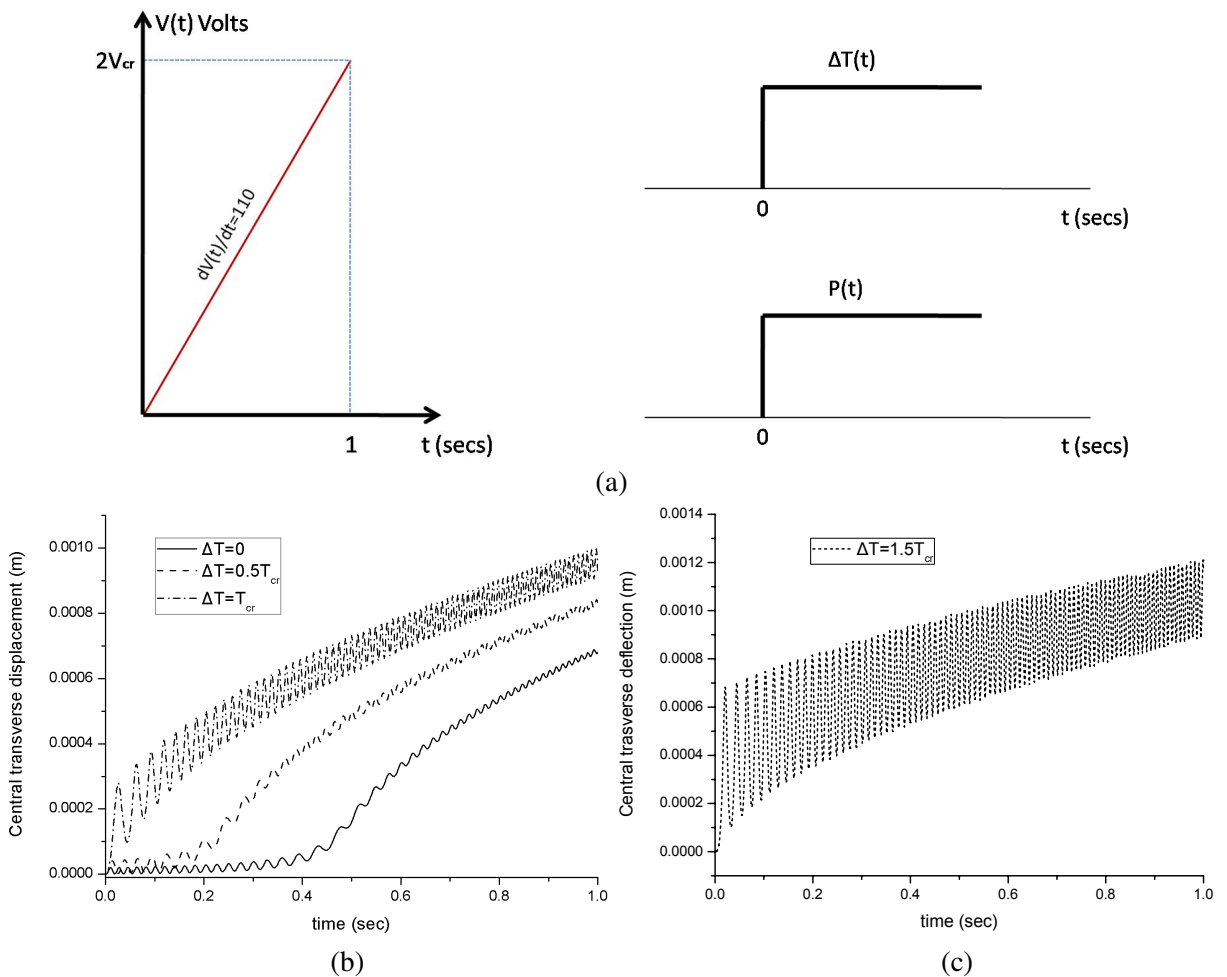 V(t) Volts
2Vcr
dV(t)/dt=110
1
t (secs)
ΔT(t)
0
t (secs)
P(t)
0
t (secs)
(a)
Central transverse displacement (m)
0.0010
0.0008
0.0006
0.0004
0.0002
0.0000
ΔT=0
ΔT=0.5Tcr
ΔT=Tcr
0.0 0.2 0.4 0.6 0.8 1.0
time (sec)
(b)
Central trasverse deflection (m)
0.0014
0.0012
0.0010
0.0008
0.0006
0.0004
0.0002
0.0000
ΔT=1.5Tcr
0.0 0.2 0.4 0.6 0.8 1.0
time (sec)
(c)